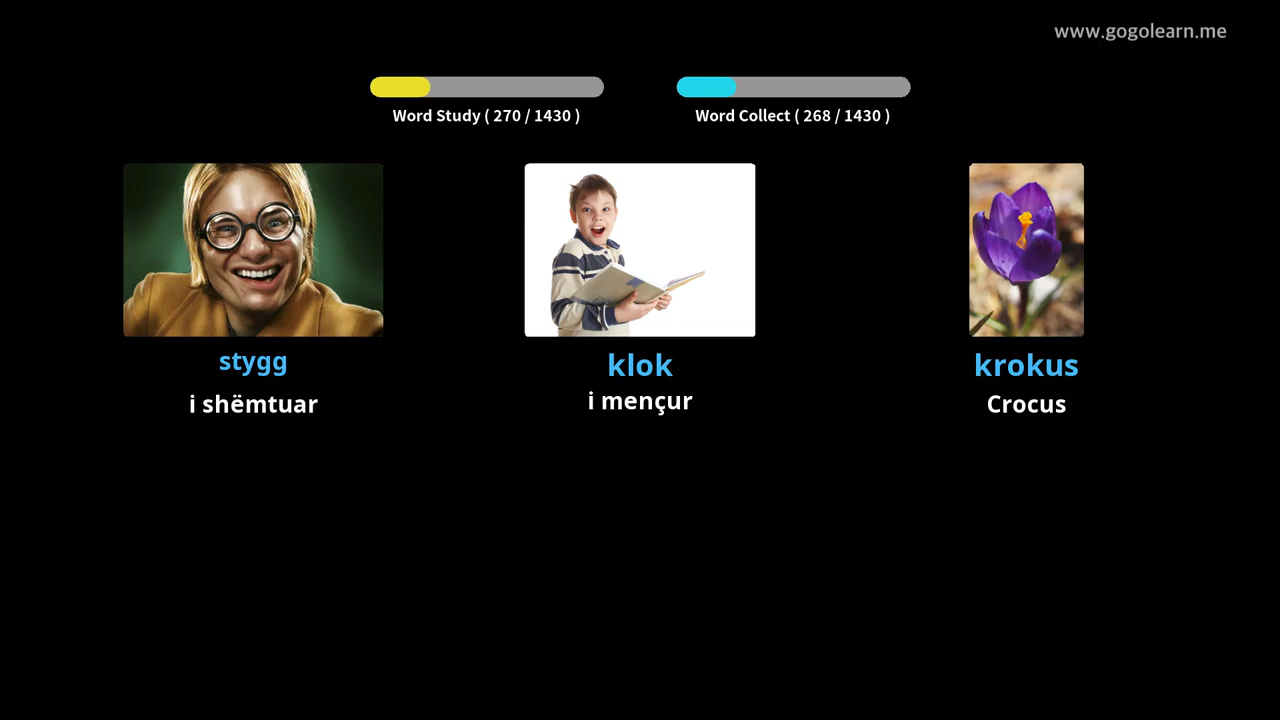 www.gogolearn.me
Word Study ( 270 / 1430 )
Word Collect ( 268 / 1430 )
stygg
i shëmtuar
klok
i mençur
krokus
Crocus